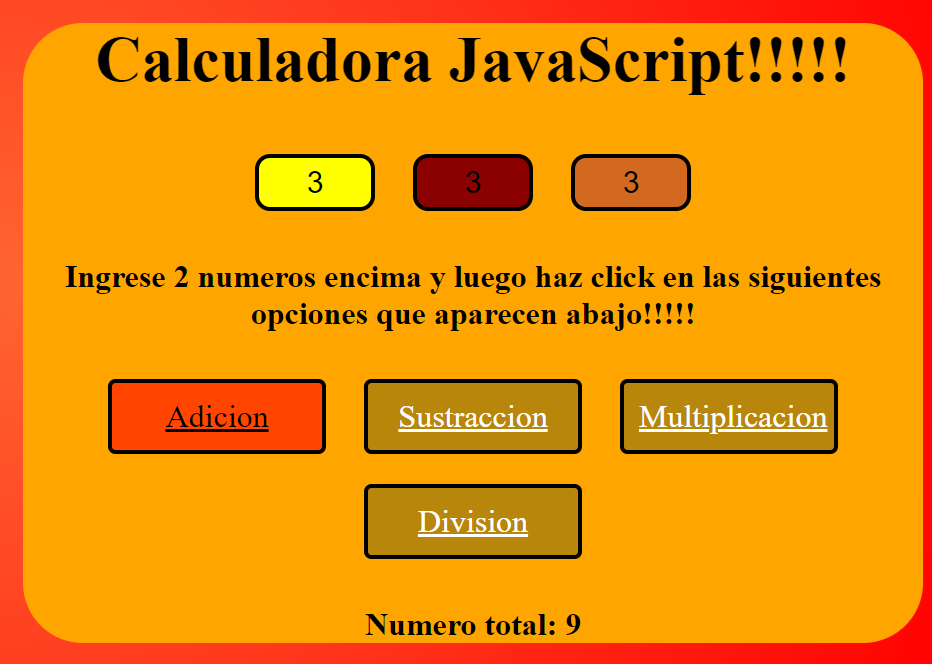 Calculadora JavaScript!!!!!
3 3 3
Ingrese 2 numeros encima y luego haz click en las siguientes
opciones que aparecen abajo!!!!!
Adicion Sustraccion Multiplicacion
Division
Numero total: 9